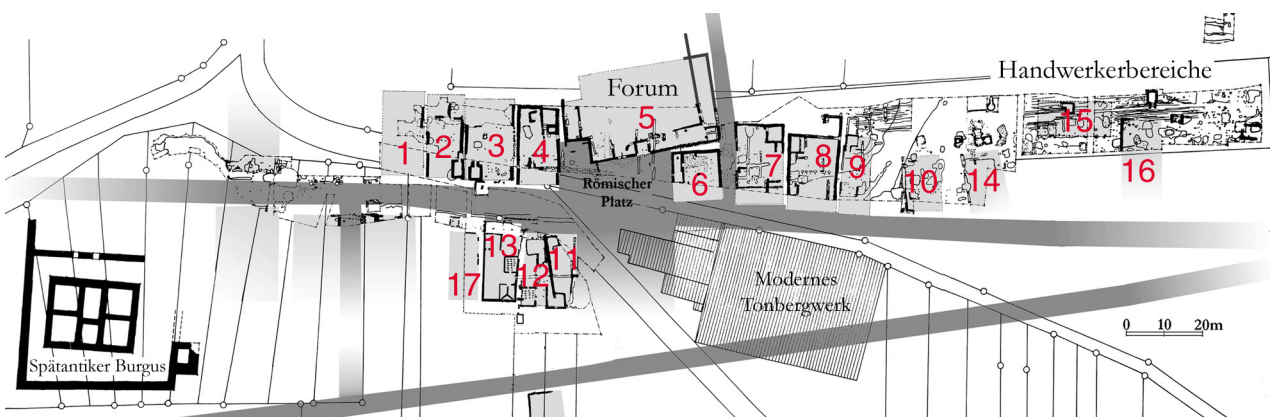 Handwerkerbereiche
Forum
1
2
3
4
5
6
7
8
9
10
14
15
16
Römischer
Platz
17
13
12
11
Modernes
Tonbergwerk
0 10 20m
Spätantiker Burgus